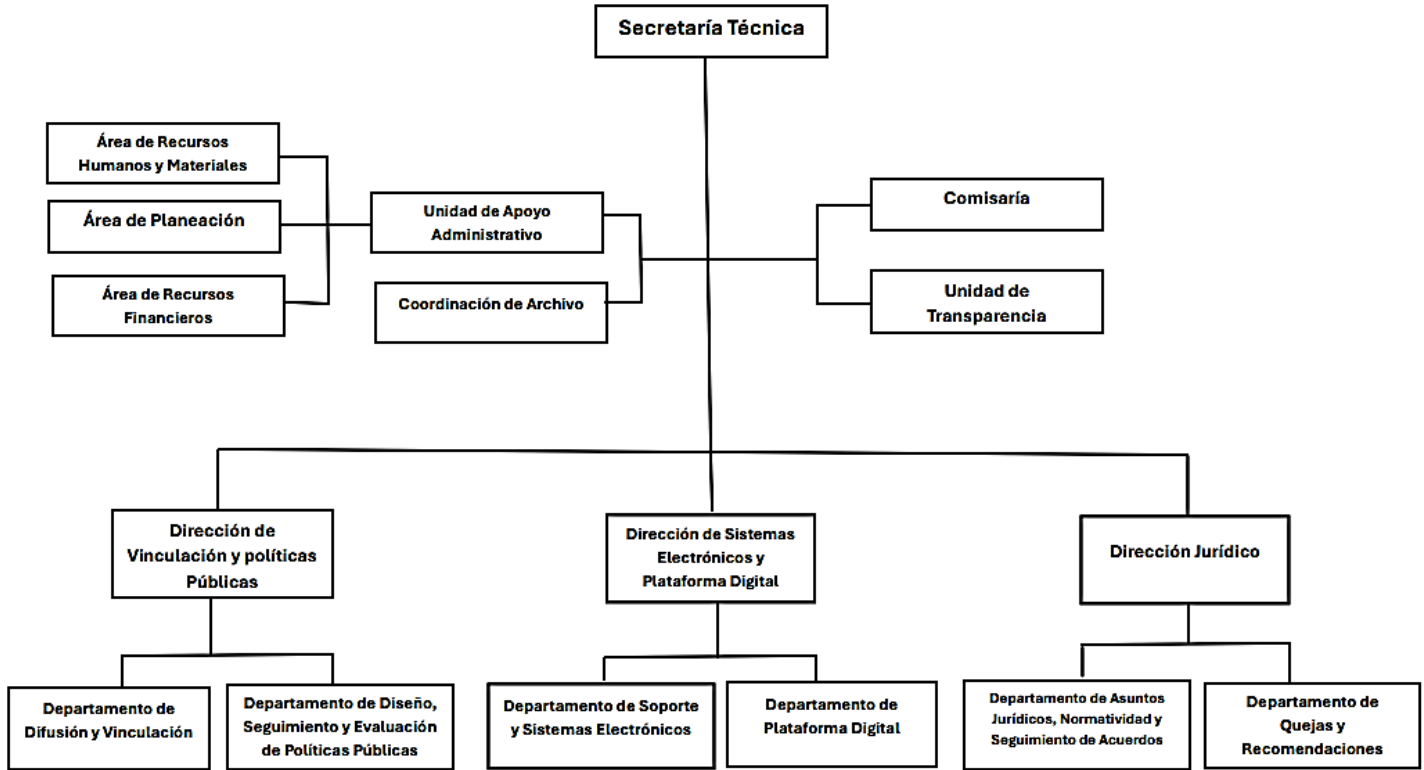 Secretaría Técnica
Área de Recursos
Humanos y Materiales
Área de Planeación
Área de Recursos
Financieros
Unidad de Apoyo
Administrativo
Coordinación de Archivo
Comisaría
Unidad de
Transparencia
Dirección de
Vinculación y políticas
Públicas
Dirección de Sistemas
Electrónicos y
Plataforma Digital
Dirección Jurídico
Departamento de
Difusión y Vinculación
Departamento de Diseño,
Seguimiento y Evaluación
de Políticas Públicas
Departamento de Soporte
y Sistemas Electrónicos
Departamento de
Plataforma Digital
Departamento de Asuntos
Jurídicos, Normatividad y
Seguimiento de Acuerdos
Departamento de
Quejas y
Recomendaciones